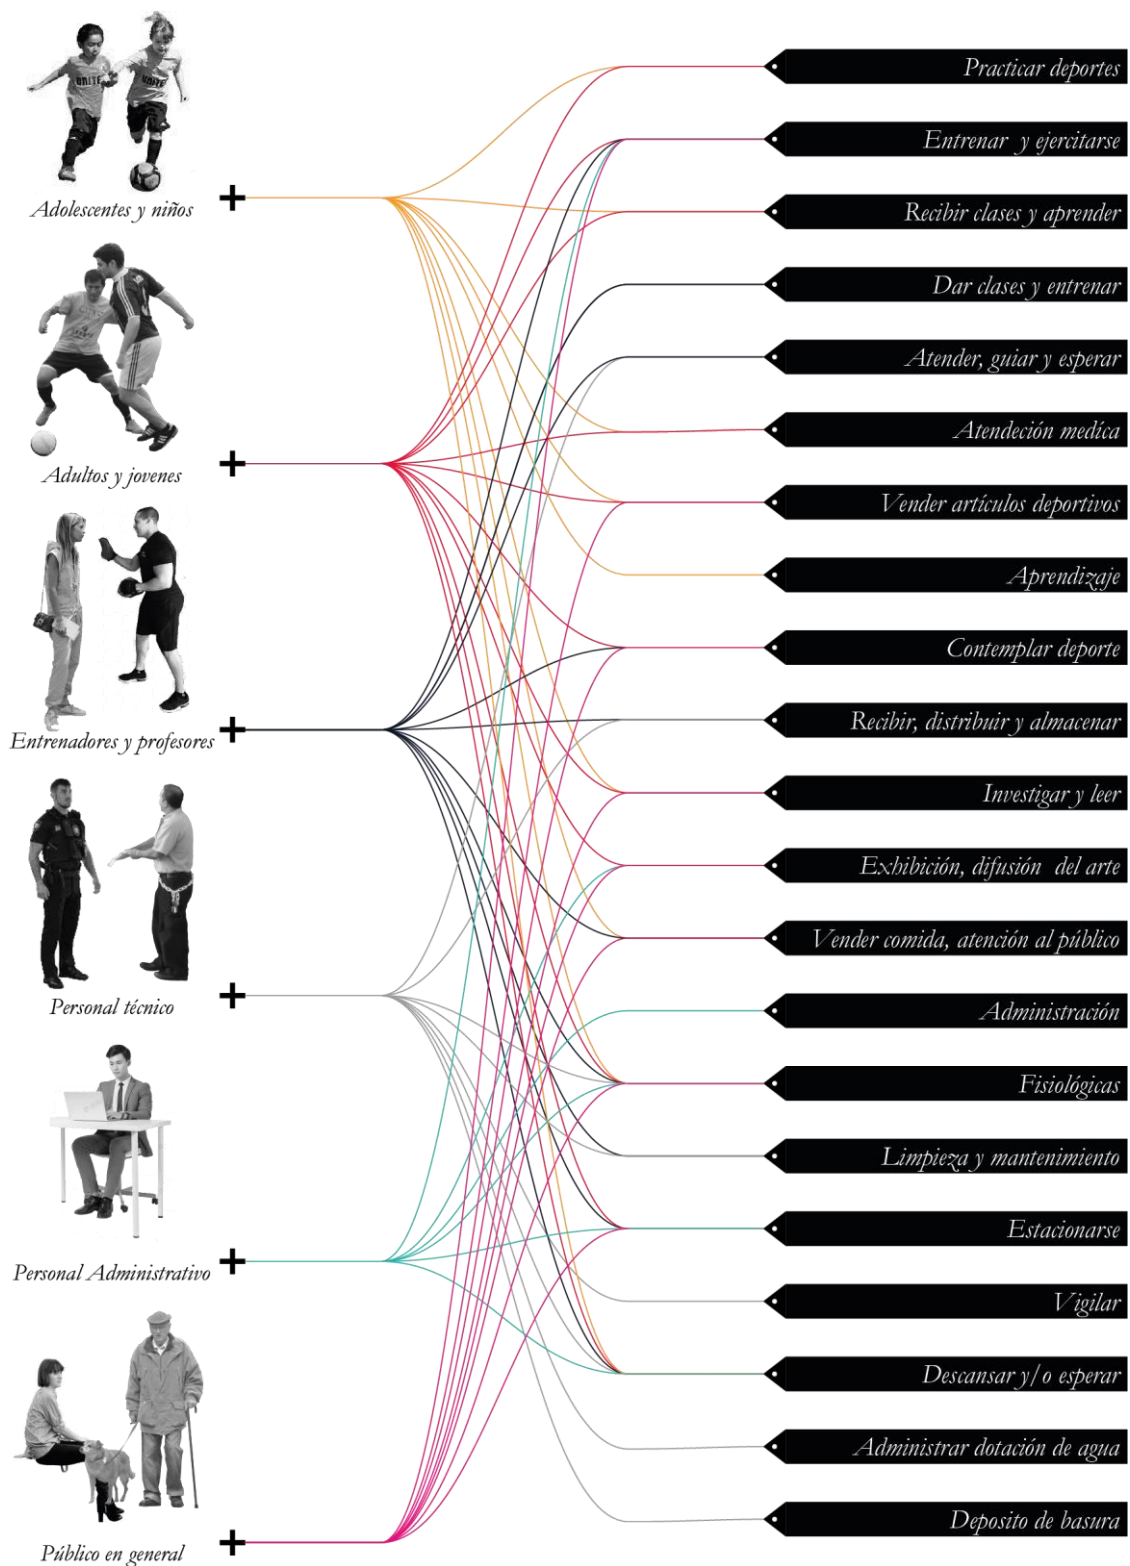 UNITE
UNITE
Adolescentes y niños
Adultos y jovenes
Entrenadores y profesores
Personal técnico
Personal Administrativo
Público en general
Practicar deportes
Entrenar y ejercitarse
Recibir clases y aprender
Dar clases y entrenar
Atender, guiar y esperar
Atendeción medíca
Vender artículos deportivos
Aprendizaje
Contemplar deporte
Recibir, distribuir y almacenar
Investigar y leer
Exhibición, difusión del arte
Vender comida, atención al público
Administración
Fisiológicas
Limpieza y mantenimiento
Estacionarse
Vigilar
Descansar y/o esperar
Administrar dotación de agua
Deposito de basura